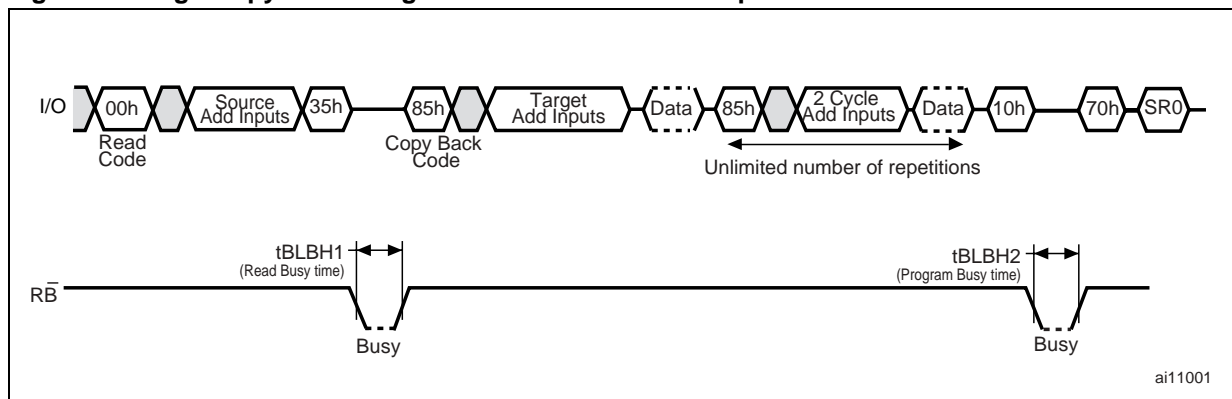 I/O 00h Source Add Inputs 35h 85h Target Add Inputs Data 85h 2 Cycle Add Inputs Data 10h 70h SR0
Read Code
Copy Back Code
Unlimited number of repetitions
tBLBH1
(Read Busy time)
tBLBH2
(Program Busy time)
RB̅
Busy
Busy
ai11001